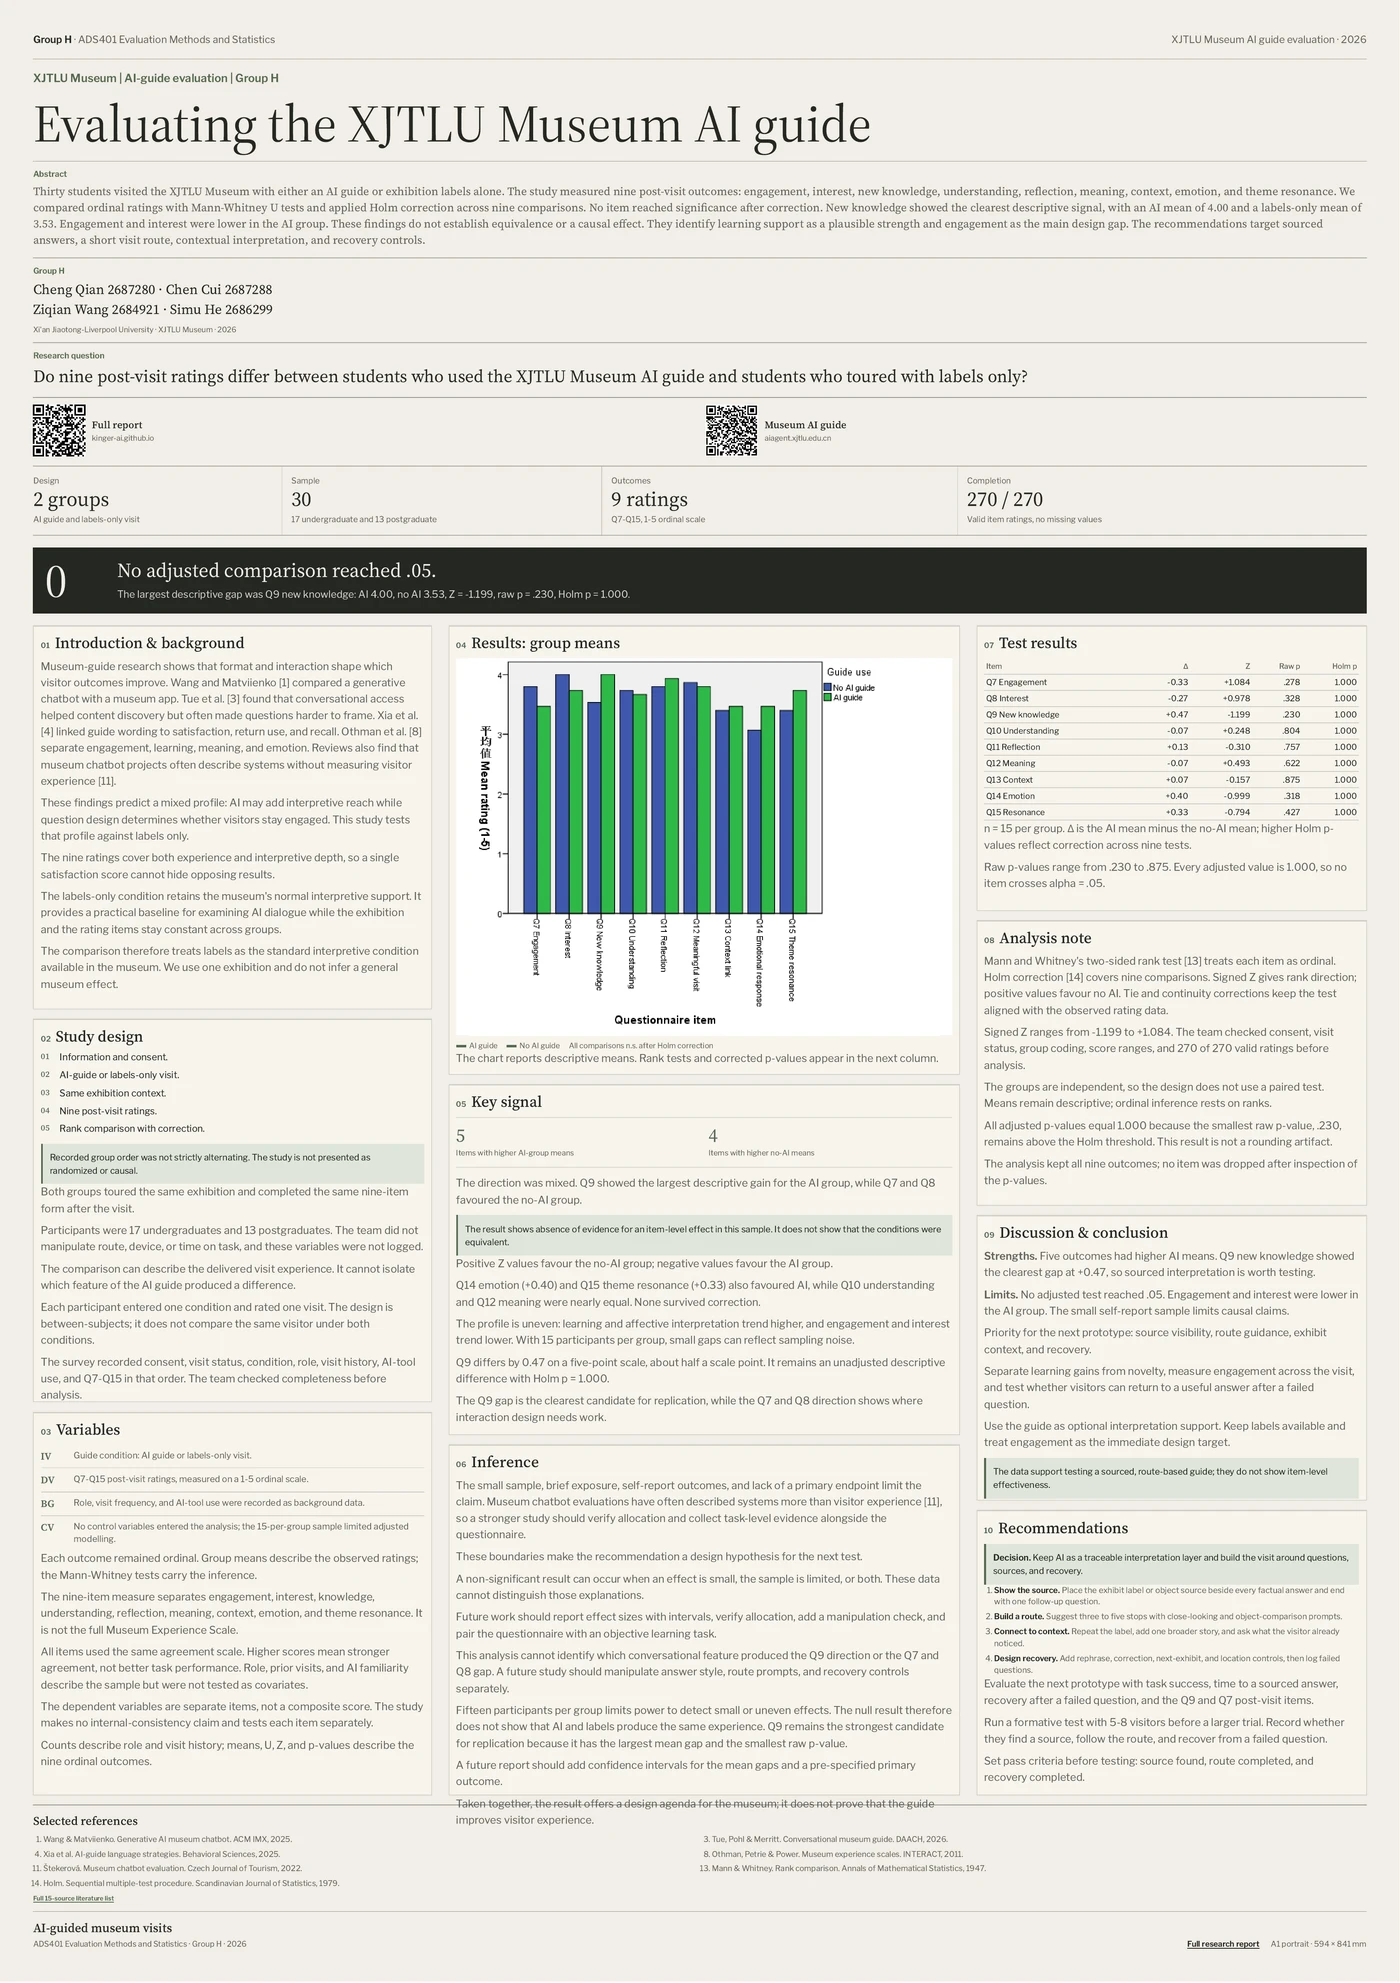 Group H · ADS401 Evaluation Methods and Statistics
XJTLU Museum AI guide evaluation · 2026
XJTLU Museum | AI-guide evaluation | Group H
Evaluating the XJTLU Museum AI guide
Abstract
Thirty students visited the XJTLU Museum with either an AI guide or exhibition labels alone. The study measured nine post-visit outcomes: engagement, interest, new knowledge, understanding, reflection, meaning, context, emotion, and theme resonance. We
compared ordinal ratings with Mann-Whitney U tests and applied Holm correction across nine comparisons. No item reached significance after correction. New knowledge showed the clearest descriptive signal, with an AI mean of 4.00 and a labels-only mean of
3.53. Engagement and interest were lower in the AI group. These findings do not establish equivalence or a causal effect. They identify learning support as a plausible strength and engagement as the main design gap. The recommendations target sourced
answers, a short visit route, contextual interpretation, and recovery controls.
Group H
Cheng Qian 2687280 · Chen Cui 2687288
Ziqian Wang 2684921 · Simu He 2686299
Xi'an Jiaotong-Liverpool University · XJTLU Museum · 2026
Research question
Do nine post-visit ratings differ between students who used the XJTLU Museum AI guide and students who toured with labels only?
Full report
kinger-ai.github.io
Museum AI guide
aiagent.xjtlu.edu.cn
Design
2 groups
AI guide and labels-only visit
Sample
30
17 undergraduate and 13 postgraduate
Outcomes
9 ratings
Q7-Q15, 1-5 ordinal scale
Completion
270 / 270
Valid item ratings, no missing values
0
No adjusted comparison reached .05.
The largest descriptive gap was Q9 new knowledge: AI 4.00, no AI 3.53, Z = -1.199, raw p = .230, Holm p = 1.000.
01 Introduction & background
Museum-guide research shows that format and interaction shape which
visitor outcomes improve. Wang and Matviienko [1] compared a generative
chatbot with a museum app. Tue et al. [3] found that conversational access
helped content discovery but often made questions harder to frame. Xia et al.
[4] linked guide wording to satisfaction, return use, and recall. Othman et al. [8]
separate engagement, learning, meaning, and emotion. Reviews also find that
museum chatbot projects often describe systems without measuring visitor
experience [11].
These findings predict a mixed profile: AI may add interpretive reach while
question design determines whether visitors stay engaged. This study tests
that profile against labels only.
The nine ratings cover both experience and interpretive depth, so a single
satisfaction score cannot hide opposing results.
The labels-only condition retains the museum's normal interpretive support. It
provides a practical baseline for examining AI dialogue while the exhibition
and the rating items stay constant across groups.
The comparison therefore treats labels as the standard interpretive condition
available in the museum. We use one exhibition and do not infer a general
museum effect.
02 Study design
01 Information and consent.
02 AI-guide or labels-only visit.
03 Same exhibition context.
04 Nine post-visit ratings.
05 Rank comparison with correction.
Recorded group order was not strictly alternating. The study is not presented as
randomized or causal.
Both groups toured the same exhibition and completed the same nine-item
form after the visit.
Participants were 17 undergraduates and 13 postgraduates. The team did not
manipulate route, device, or time on task, and these variables were not logged.
The comparison can describe the delivered visit experience. It cannot isolate
which feature of the AI guide produced a difference.
Each participant entered one condition and rated one visit. The design is
between-subjects; it does not compare the same visitor under both
conditions.
The survey recorded consent, visit status, condition, role, visit history, AI-tool
use, and Q7-Q15 in that order. The team checked completeness before
analysis.
03 Variables
IV Guide condition: AI guide or labels-only visit.
DV Q7-Q15 post-visit ratings, measured on a 1-5 ordinal scale.
BG Role, visit frequency, and AI-tool use were recorded as background data.
CV No control variables entered the analysis; the 15-per-group sample limited adjusted
modelling.
Each outcome remained ordinal. Group means describe the observed ratings;
the Mann-Whitney tests carry the inference.
The nine-item measure separates engagement, interest, knowledge,
understanding, reflection, meaning, context, emotion, and theme resonance. It
is not the full Museum Experience Scale.
All items used the same agreement scale. Higher scores mean stronger
agreement, not better task performance. Role, prior visits, and AI familiarity
describe the sample but were not tested as covariates.
The dependent variables are separate items, not a composite score. The study
makes no internal-consistency claim and tests each item separately.
Counts describe role and visit history; means, U, Z, and p-values describe the
nine ordinal outcomes.
04 Results: group means
Guide use
No AI guide
AI guide
平均值 Mean rating (1-5)
4
3
2
1
0
Q7 Engagement
Q8 Interest
Q9 New knowledge
Q10 Understanding
Q11 Reflection
Q12 Meaningful visit
Q13 Context link
Q14 Emotional response
Q15 Theme resonance
Questionnaire item
AI guide No AI guide All comparisons n.s. after Holm correction
The chart reports descriptive means. Rank tests and corrected p-values appear in the next column.
05 Key signal
5
Items with higher AI-group means
4
Items with higher no-AI means
The direction was mixed. Q9 showed the largest descriptive gain for the AI group, while Q7 and Q8
favoured the no-AI group.
The result shows absence of evidence for an item-level effect in this sample. It does not show that the conditions were
equivalent.
Positive Z values favour the no-AI group; negative values favour the AI group.
Q14 emotion (+0.40) and Q15 theme resonance (+0.33) also favoured AI, while Q10 understanding
and Q12 meaning were nearly equal. None survived correction.
The profile is uneven: learning and affective interpretation trend higher, and engagement and interest
trend lower. With 15 participants per group, small gaps can reflect sampling noise.
Q9 differs by 0.47 on a five-point scale, about half a scale point. It remains an unadjusted descriptive
difference with Holm p = 1.000.
The Q9 gap is the clearest candidate for replication, while the Q7 and Q8 direction shows where
interaction design needs work.
06 Inference
The small sample, brief exposure, self-report outcomes, and lack of a primary endpoint limit the
claim. Museum chatbot evaluations have often described systems more than visitor experience [11],
so a stronger study should verify allocation and collect task-level evidence alongside the
questionnaire.
These boundaries make the recommendation a design hypothesis for the next test.
A non-significant result can occur when an effect is small, the sample is limited, or both. These data
cannot distinguish those explanations.
Future work should report effect sizes with intervals, verify allocation, add a manipulation check, and
pair the questionnaire with an objective learning task.
This analysis cannot identify which conversational feature produced the Q9 direction or the Q7 and
Q8 gap. A future study should manipulate answer style, route prompts, and recovery controls
separately.
Fifteen participants per group limits power to detect small or uneven effects. The null result therefore
does not show that AI and labels produce the same experience. Q9 remains the strongest candidate
for replication because it has the largest mean gap and the smallest raw p-value.
A future report should add confidence intervals for the mean gaps and a pre-specified primary
outcome.
Taken together, the result offers a design agenda for the museum; it does not prove that the guide
improves visitor experience.
07 Test results
Item Δ Z Raw p Holm p
Q7 Engagement -0.33 +1.084 .278 1.000
Q8 Interest -0.27 +0.978 .328 1.000
Q9 New knowledge +0.47 -1.199 .230 1.000
Q10 Understanding -0.07 +0.248 .804 1.000
Q11 Reflection +0.13 -0.310 .757 1.000
Q12 Meaning -0.07 +0.493 .622 1.000
Q13 Context +0.07 -0.157 .875 1.000
Q14 Emotion +0.40 -0.999 .318 1.000
Q15 Resonance +0.33 -0.794 .427 1.000
n = 15 per group. Δ is the AI mean minus the no-AI mean; higher Holm p-
values reflect correction across nine tests.
Raw p-values range from .230 to .875. Every adjusted value is 1.000, so no
item crosses alpha = .05.
08 Analysis note
Mann and Whitney's two-sided rank test [13] treats each item as ordinal.
Holm correction [14] covers nine comparisons. Signed Z gives rank direction;
positive values favour no AI. Tie and continuity corrections keep the test
aligned with the observed rating data.
Signed Z ranges from -1.199 to +1.084. The team checked consent, visit
status, group coding, score ranges, and 270 of 270 valid ratings before
analysis.
The groups are independent, so the design does not use a paired test.
Means remain descriptive; ordinal inference rests on ranks.
All adjusted p-values equal 1.000 because the smallest raw p-value, .230,
remains above the Holm threshold. This result is not a rounding artifact.
The analysis kept all nine outcomes; no item was dropped after inspection of
the p-values.
09 Discussion & conclusion
Strengths. Five outcomes had higher AI means. Q9 new knowledge showed
the clearest gap at +0.47, so sourced interpretation is worth testing.
Limits. No adjusted test reached .05. Engagement and interest were lower in
the AI group. The small self-report sample limits causal claims.
Priority for the next prototype: source visibility, route guidance, exhibit
context, and recovery.
Separate learning gains from novelty, measure engagement across the visit,
and test whether visitors can return to a useful answer after a failed
question.
Use the guide as optional interpretation support. Keep labels available and
treat engagement as the immediate design target.
The data support testing a sourced, route-based guide; they do not show item-level
effectiveness.
10 Recommendations
Decision. Keep AI as a traceable interpretation layer and build the visit around questions,
sources, and recovery.
1. Show the source. Place the exhibit label or object source beside every factual answer and end
with one follow-up question.
2. Build a route. Suggest three to five stops with close-looking and object-comparison prompts.
3. Connect to context. Repeat the label, add one broader story, and ask what the visitor already
noticed.
4. Design recovery. Add rephrase, correction, next-exhibit, and location controls, then log failed
questions.
Evaluate the next prototype with task success, time to a sourced answer,
recovery after a failed question, and the Q9 and Q7 post-visit items.
Run a formative test with 5-8 visitors before a larger trial. Record whether
they find a source, follow the route, and recover from a failed question.
Set pass criteria before testing: source found, route completed, and
recovery completed.
Selected references
1. Wang & Matviienko. Generative AI museum chatbot. ACM IMX, 2025.
3. Tue, Pohl & Merritt. Conversational museum guide. DAACH, 2026.
4. Xia et al. AI-guide language strategies. Behavioral Sciences, 2025.
8. Othman, Petrie & Power. Museum experience scales. INTERACT, 2011.
11. Štekerová. Museum chatbot evaluation. Czech Journal of Tourism, 2022.
13. Mann & Whitney. Rank comparison. Annals of Mathematical Statistics, 1947.
14. Holm. Sequential multiple-test procedure. Scandinavian Journal of Statistics, 1979.
Full 15-source literature list
AI-guided museum visits
ADS401 Evaluation Methods and Statistics · Group H · 2026
Full research report A1 portrait · 594 × 841 mm